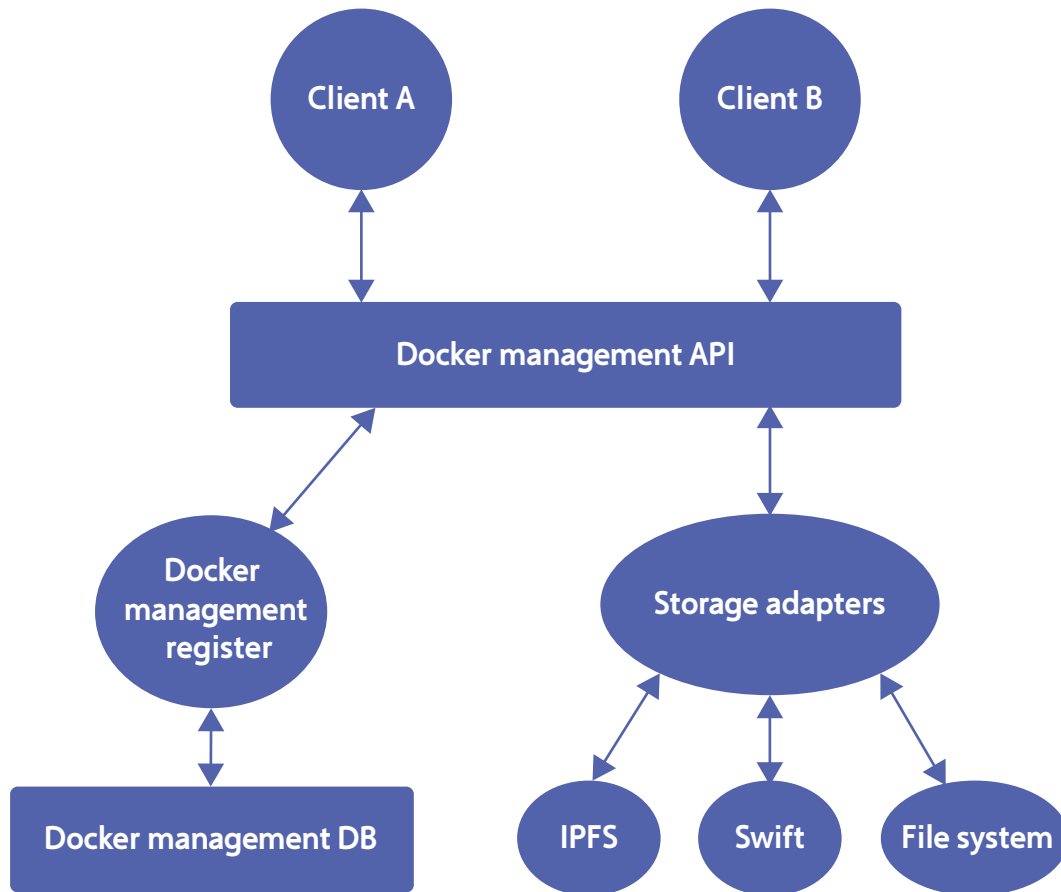 Client A
Client B
Docker management API
Docker
management
register
Storage adapters
Docker management DB
IPFS
Swift
File system